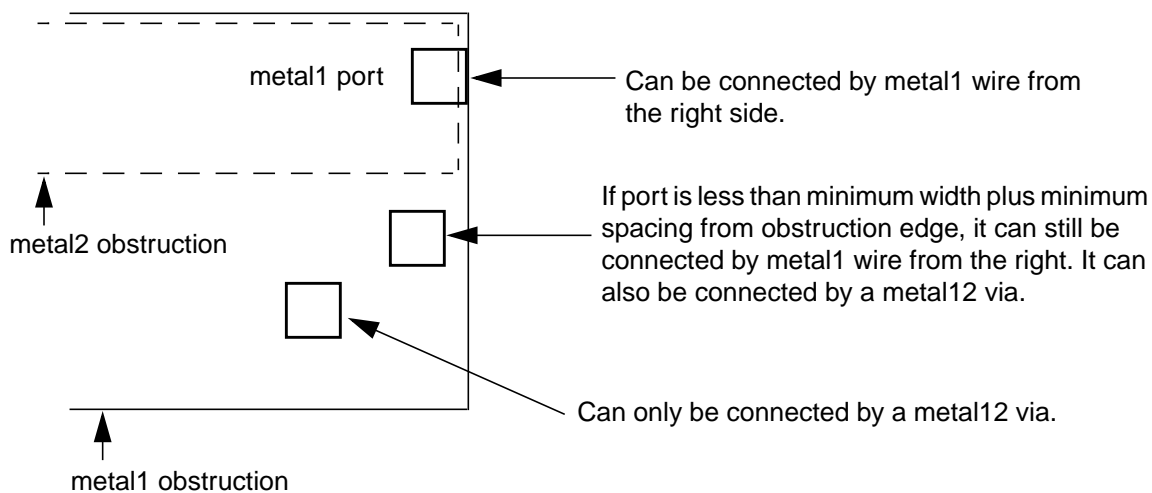 metal1 port
Can be connected by metal1 wire from
the right side.
If port is less than minimum width plus minimum
spacing from obstruction edge, it can still be
connected by metal1 wire from the right. It can
also be connected by a metal12 via.
metal2 obstruction
Can only be connected by a metal12 via.
metal1 obstruction